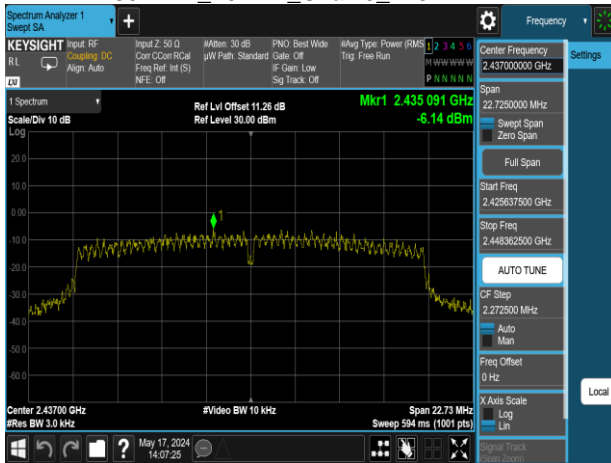 Spectrum Analyzer 1
Swept SA
+
Frequency
KEYSIGHT
RL
Input: RF
Coupling: DC
Align: Auto
Input Z: 50 Ω
Corr CCorr RCal
Freq Ref: Int (S)
NFE: Off
#Atten: 30 dB
µW Path: Standard
PNO: Best Wide
Gate: Off
IF Gain: Low
Sig Track: Off
#Avg Type: Power (RMS
Trig: Free Run
1 2 3 4 5 6
M W W W W W
P N N N N N
LXI
1 Spectrum
Scale/Div 10 dB
Log
Ref Lvl Offset 11.26 dB
Ref Level 30.00 dBm
Mkr1 2.435 091 GHz
-6.14 dBm
20.0
10.0
0.00
-10.0
-20.0
-30.0
-40.0
-50.0
-60.0
1
Center 2.43700 GHz
#Res BW 3.0 kHz
#Video BW 10 kHz
Span 22.73 MHz
Sweep 594 ms (1001 pts)
?
May 17, 2024
14:07:25
Center Frequency
2.437000000 GHz
Settings
Span
22.7250000 MHz
Swept Span
Zero Span
Full Span
Start Freq
2.425637500 GHz
Stop Freq
2.448362500 GHz
AUTO TUNE
CF Step
2.272500 MHz
Auto
Man
Freq Offset
0 Hz
X Axis Scale
Log
Lin
Local
Signal Track
(Span Zoom)